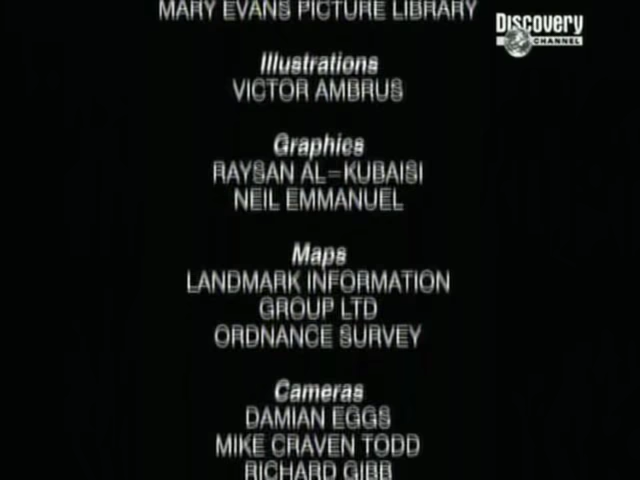 MARY EVANS PICTURE LIBRARY
Discovery
CHANNEL
Illustrations
VICTOR AMBRUS
Graphics
RAYSAN AL-KUBAISI
NEIL EMMANUEL
Maps
LANDMARK INFORMATION
GROUP LTD
ORDNANCE SURVEY
Cameras
DAMIAN EGGS
MIKE CRAVEN TODD
RICHARD GIBB